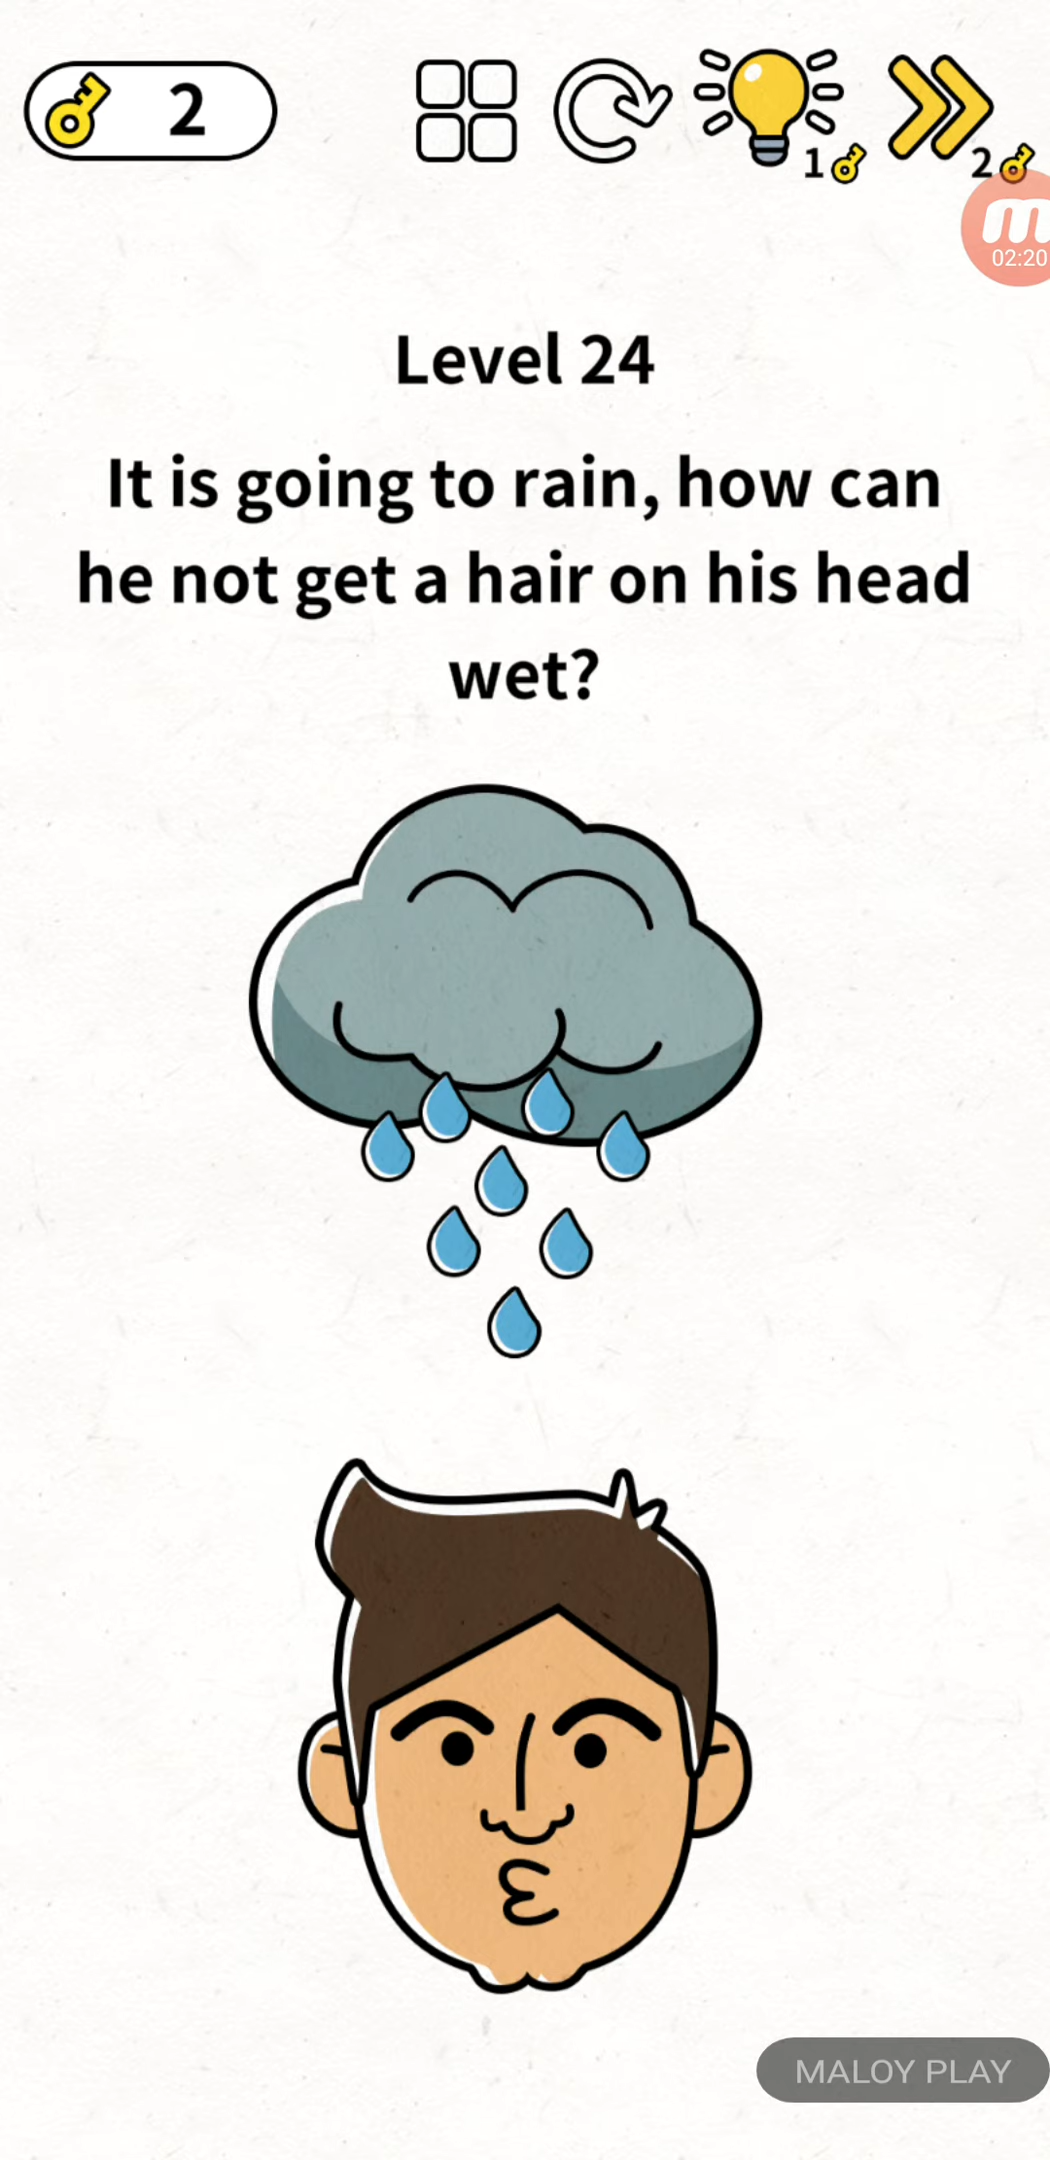 2
1
2
m
02:20
Level 24
It is going to rain, how can
he not get a hair on his head
wet?
MALOY PLAY